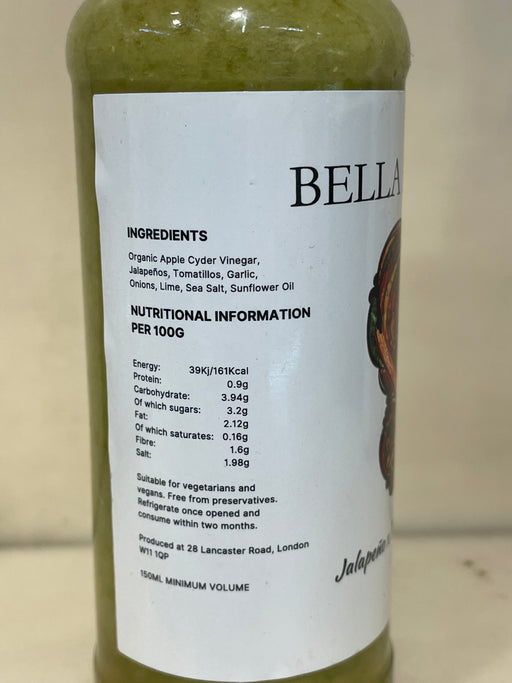 BELLA
INGREDIENTS
Organic Apple Cyder Vinegar,
Jalapeños, Tomatillos, Garlic,
Onions, Lime, Sea Salt, Sunflower Oil
NUTRITIONAL INFORMATION
PER 100G
Energy: 39Kj/161Kcal
Protein: 0.9g
Carbohydrate: 3.94g
Of which sugars: 3.2g
Fat: 2.12g
Of which saturates: 0.16g
Fibre: 1.6g
Salt: 1.98g
Suitable for vegetarians and
vegans. Free from preservatives.
Refrigerate once opened and
consume within two months.
Produced at 28 Lancaster Road, London
W11 1QP
150ML MINIMUM VOLUME
Jalapeño